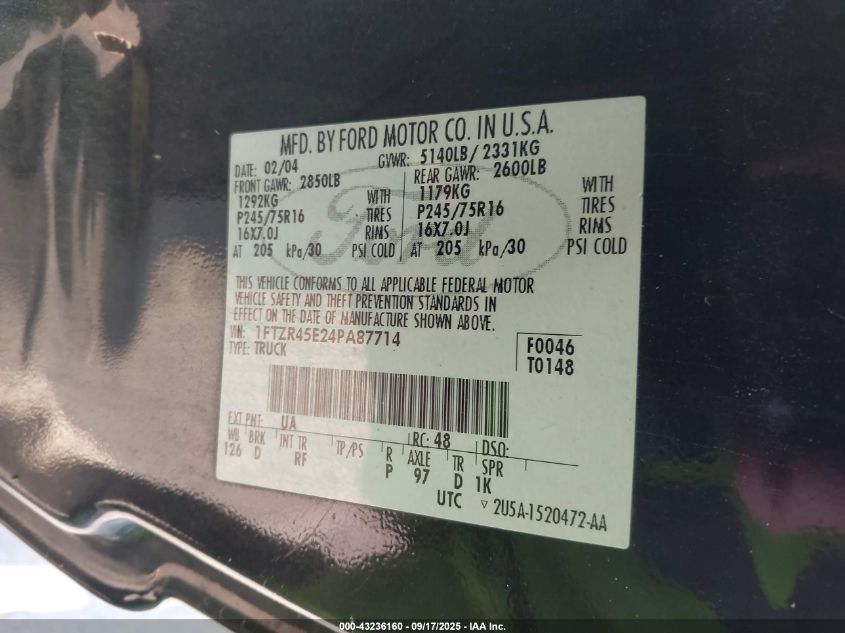 MFD. BY FORD MOTOR CO. IN U.S.A.
DATE: 02/04 GVWR: 5140LB/ 2331KG
FRONT GAWR: 2850LB REAR GAWR: 2600LB
1292KG WITH 1179KG WITH
P245/75R16 TIRES P245/75R16 TIRES
16X7.0J RIMS 16X7.0J RIMS
AT 205 kPa/30 PSI COLD AT 205 kPa/30 PSI COLD
Ford
THIS VEHICLE CONFORMS TO ALL APPLICABLE FEDERAL MOTOR
VEHICLE SAFETY AND THEFT PREVENTION STANDARDS IN
EFFECT ON THE DATE OF MANUFACTURE SHOWN ABOVE.
VIN: 1FTZR45E24PA87714
TYPE: TRUCK
F0046
T0148
EXT PNT: UA RC: 48 DSO:
WB BRK INT TR TP/PS R AXLE TR SPR
126 D RF P 97 D 1K
UTC ▽ 2U5A-1520472-AA
000-43236160 - 09/17/2025 - IAA Inc.